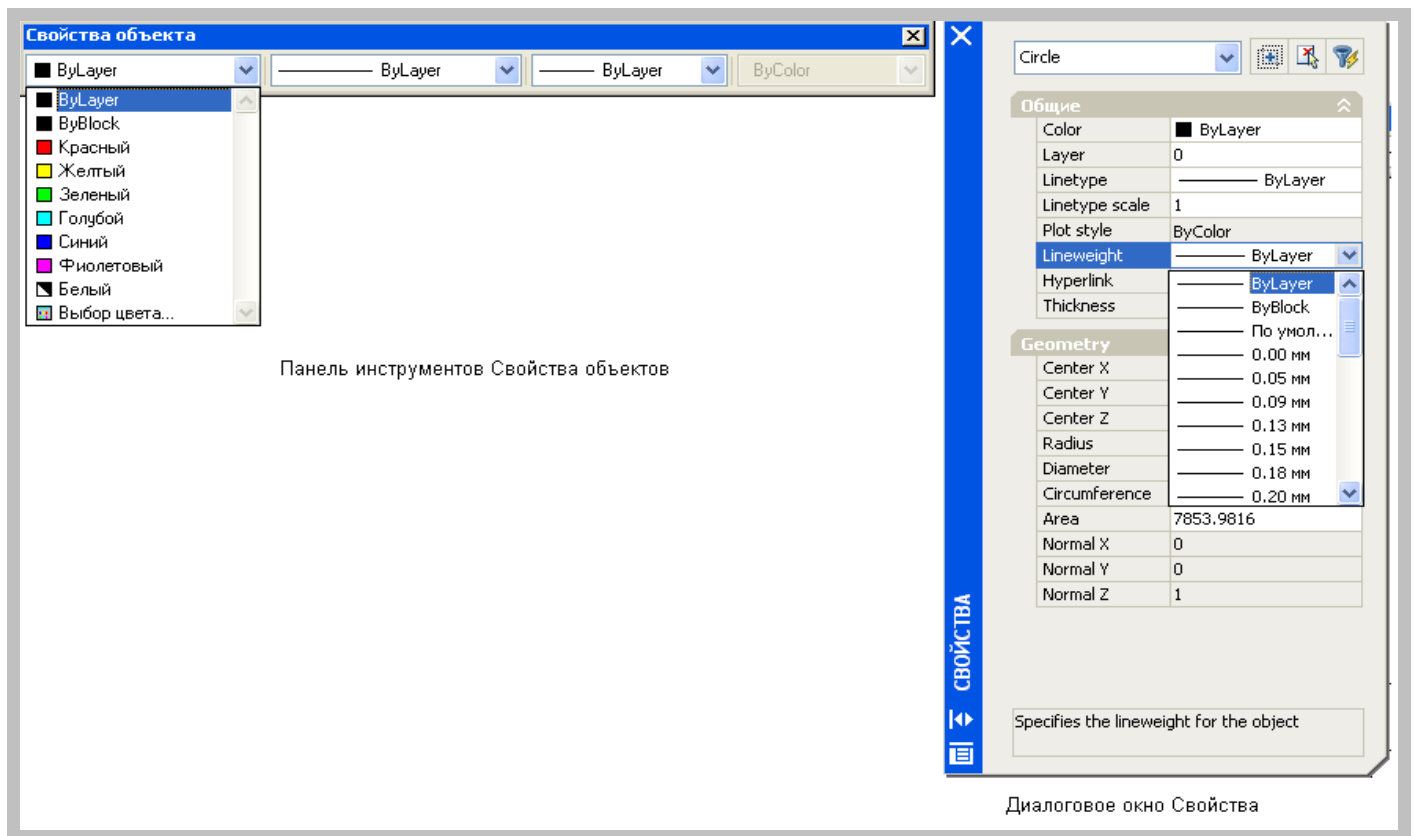 Свойства объекта
ByLayer
ByLayer
ByLayer
ByColor
ByLayer
ByBlock
Красный
Желтый
Зеленый
Голубой
Синий
Фиолетовый
Белый
Выбор цвета...
Панель инструментов Свойства объектов
Circle
Общие
Color ByLayer
Layer 0
Linetype ByLayer
Linetype scale 1
Plot style ByColor
Lineweight ByLayer
Hyperlink
Thickness
ByLayer
ByBlock
По умол...
0.00 мм
0.05 мм
0.09 мм
0.13 мм
0.15 мм
0.18 мм
0.20 мм
Geometry
Center X
Center Y
Center Z
Radius
Diameter
Circumference
Area 7853.9816
Normal X 0
Normal Y 0
Normal Z 1
СВОЙСТВА
Specifies the lineweight for the object
Диалоговое окно Свойства